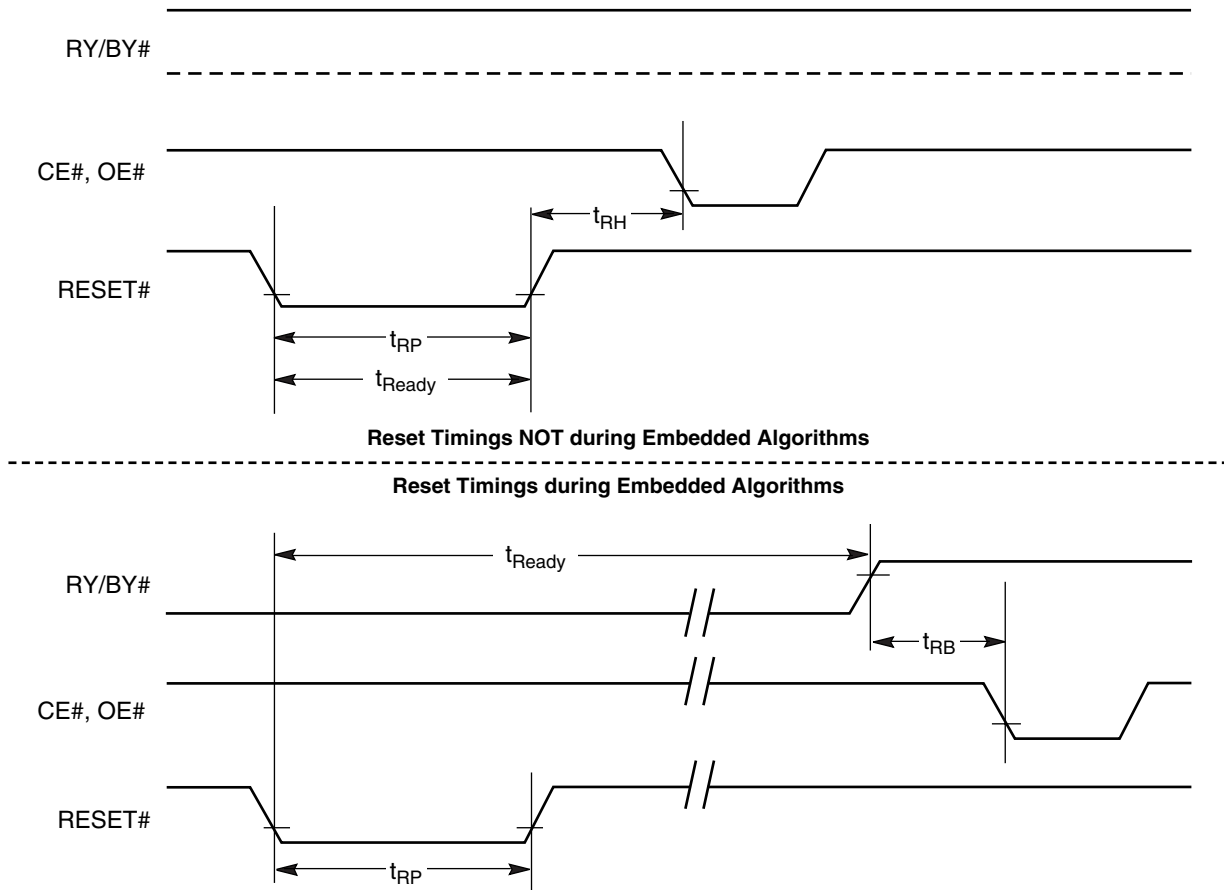 RY/BY#
CE#, OE#
tRH
RESET#
tRP
tReady
Reset Timings NOT during Embedded Algorithms
Reset Timings during Embedded Algorithms
tReady
RY/BY#
tRB
CE#, OE#
RESET#
tRP